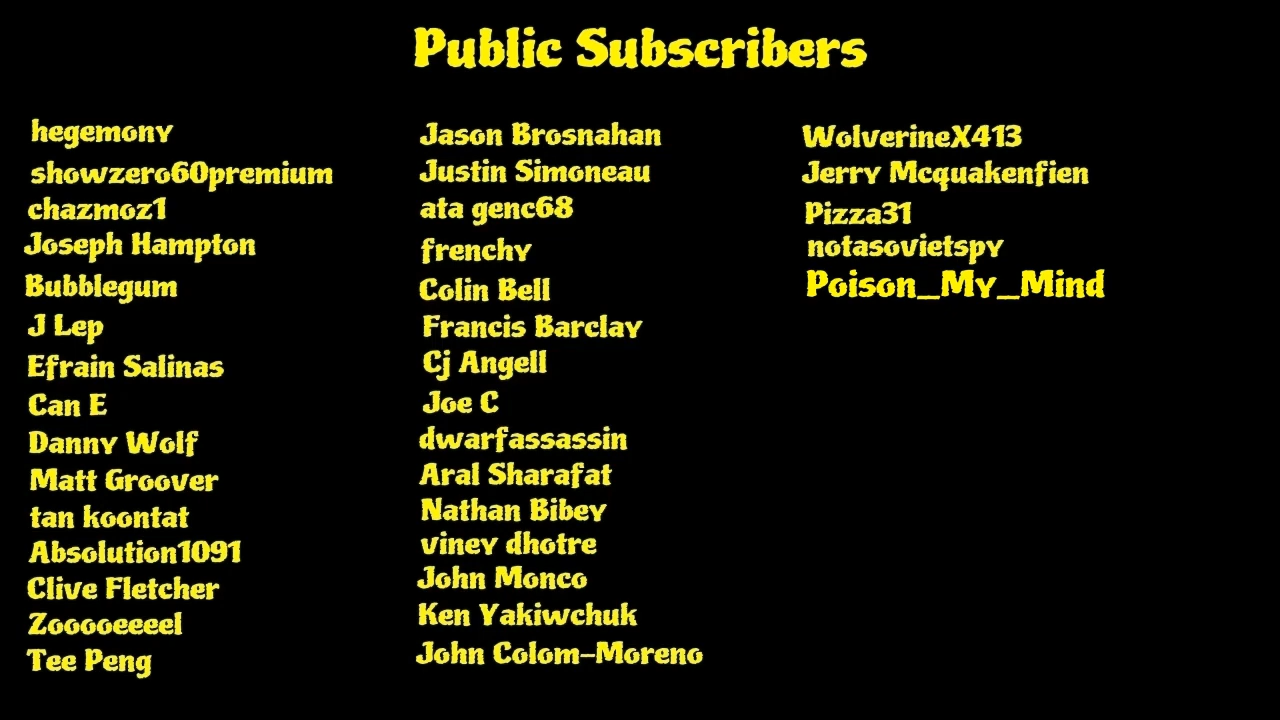 Public Subscribers
hegemony
showzero60premium
chazmoz1
Joseph Hampton
Bubblegum
J Lep
Efrain Salinas
Can E
Danny Wolf
Matt Groover
tan koontat
Absolution1091
Clive Fletcher
Zooooeeeel
Tee Peng
Jason Brosnahan
Justin Simoneau
ata genc68
frenchy
Colin Bell
Francis Barclay
Cj Angell
Joe C
dwarfassassin
Aral Sharafat
Nathan Bibey
viney dhotre
John Monco
Ken Yakiwchuk
John Colom-Moreno
WolverineX413
Jerry Mcquakenfien
Pizza31
notasovietspy
Poison_My_Mind